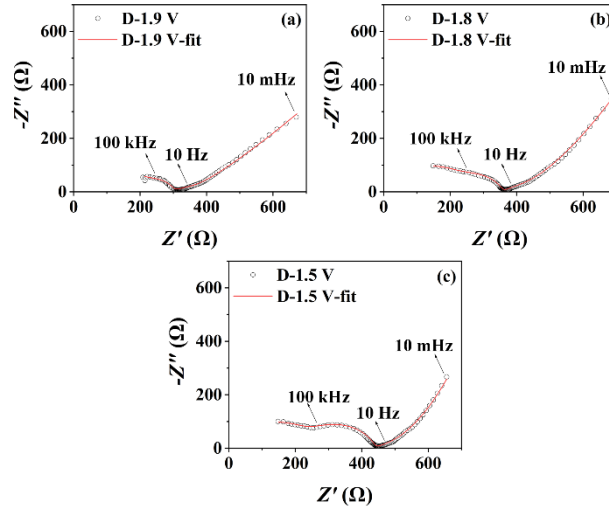 D-1.9 V (a)
D-1.9 V-fit
10 mHz
100 kHz
10 Hz
-Z'' (Ω)
600
400
200
0
0 200 400 600
Z' (Ω)
D-1.8 V (b)
D-1.8 V-fit
10 mHz
100 kHz
10 Hz
-Z'' (Ω)
600
400
200
0
0 200 400 600
Z' (Ω)
D-1.5 V (c)
D-1.5 V-fit
10 mHz
100 kHz
10 Hz
-Z'' (Ω)
600
400
200
0
0 200 400 600
Z' (Ω)